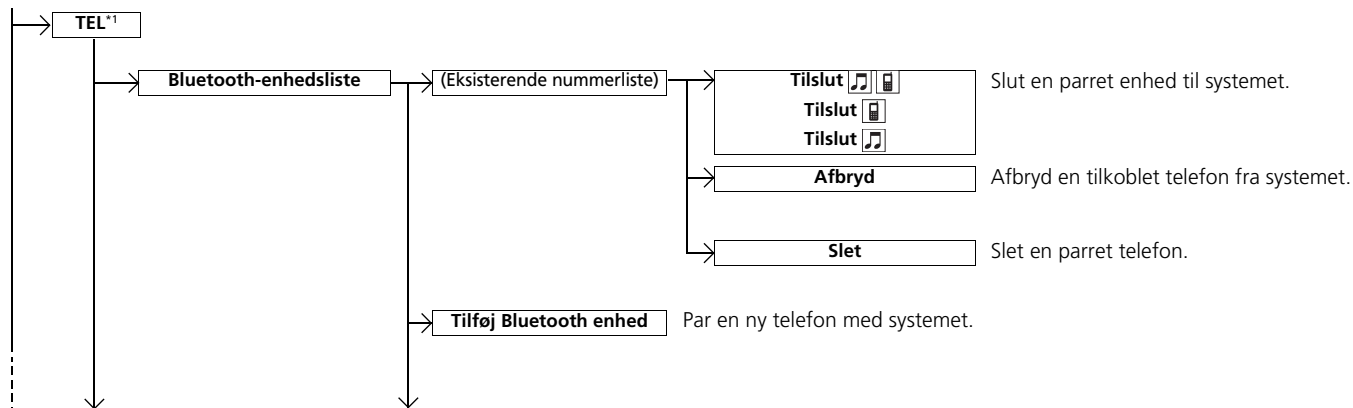 TEL*1
Bluetooth-enhedsliste
(Eksisterende nummerliste)
Tilslut
Slut en parret enhed til systemet.
Tilslut
Tilslut
Afbryd
Afbryd en tilkoblet telefon fra systemet.
Slet
Slet en parret telefon.
Tilføj Bluetooth enhed
Par en ny telefon med systemet.